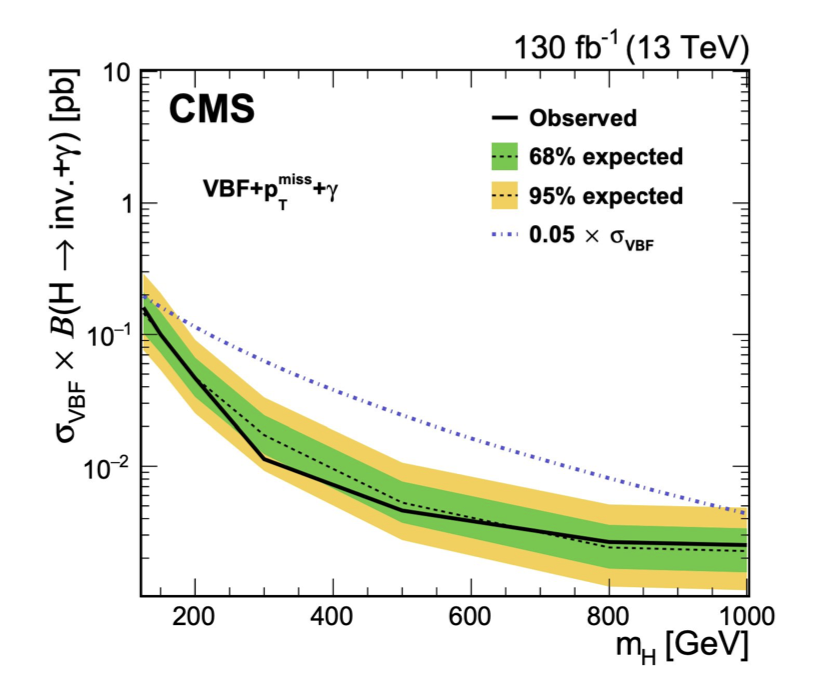 130 fb⁻¹ (13 TeV)
CMS
VBF+pTmiss+γ
Observed
68% expected
95% expected
0.05 × σVBF
σVBF × B(H → inv.+γ) [pb]
10
1
10⁻¹
10⁻²
200 400 600 800 1000
mH [GeV]